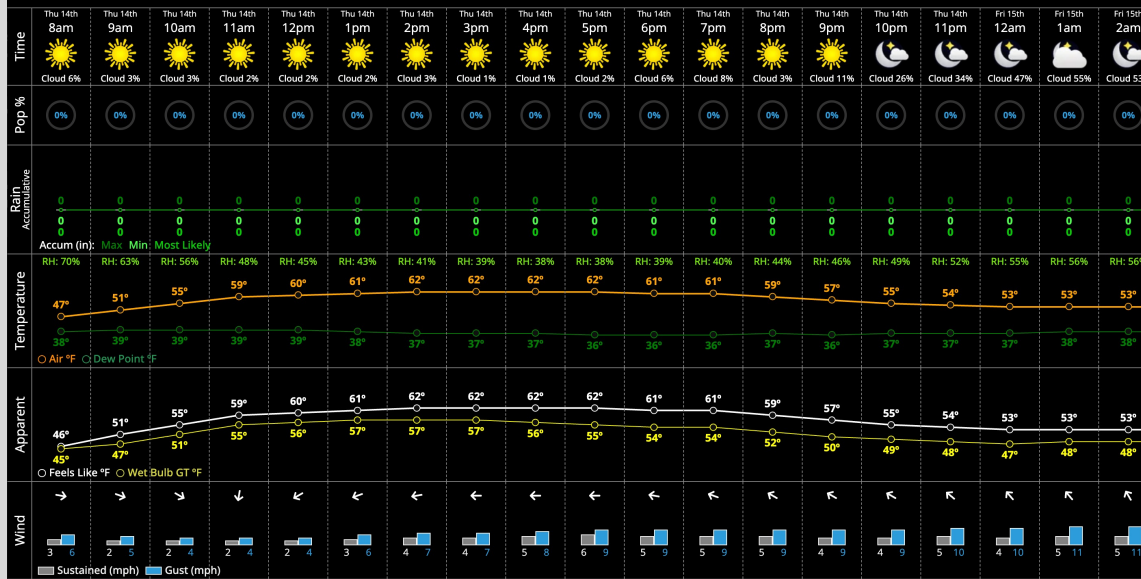 Time
Thu 14th Thu 14th Thu 14th Thu 14th Thu 14th Thu 14th Thu 14th Thu 14th Thu 14th Thu 14th Thu 14th Thu 14th Thu 14th Thu 14th Thu 14th Thu 14th Fri 15th Fri 15th Fri 15th
8am 9am 10am 11am 12pm 1pm 2pm 3pm 4pm 5pm 6pm 7pm 8pm 9pm 10pm 11pm 12am 1am 2am
Cloud 6% Cloud 3% Cloud 3% Cloud 2% Cloud 2% Cloud 2% Cloud 3% Cloud 1% Cloud 1% Cloud 2% Cloud 6% Cloud 8% Cloud 3% Cloud 11% Cloud 26% Cloud 34% Cloud 47% Cloud 55% Cloud 53
Pop %
0% 0% 0% 0% 0% 0% 0% 0% 0% 0% 0% 0% 0% 0% 0% 0% 0% 0% 0%
Rain
Accumulative
0 0 0 0 0 0 0 0 0 0 0 0 0 0 0 0 0 0 0
0 0 0 0 0 0 0 0 0 0 0 0 0 0 0 0 0 0 0
0 0 0 0 0 0 0 0 0 0 0 0 0 0 0 0 0 0 0
Accum (in): Max Min Most Likely
Temperature
RH: 70% RH: 63% RH: 56% RH: 48% RH: 45% RH: 43% RH: 41% RH: 39% RH: 38% RH: 38% RH: 39% RH: 40% RH: 44% RH: 46% RH: 49% RH: 52% RH: 55% RH: 56% RH: 56%
47° 51° 55° 59° 60° 61° 62° 62° 62° 62° 61° 61° 59° 57° 55° 54° 53° 53° 53°
38° 39° 39° 39° 39° 38° 37° 37° 37° 36° 36° 36° 37° 36° 37° 37° 37° 38° 38°
Air °F Dew Point °F
Apparent
46° 51° 55° 59° 60° 61° 62° 62° 62° 62° 61° 61° 59° 57° 55° 54° 53° 53° 53°
45° 47° 51° 55° 56° 57° 57° 57° 56° 55° 54° 54° 52° 50° 49° 48° 47° 48° 48°
Feels Like °F Wet Bulb GT °F
Wind
3 6 2 5 2 4 2 4 2 4 3 6 4 7 4 7 5 8 6 9 5 9 5 9 5 9 4 9 4 9 5 10 4 10 5 11 5 11
Sustained (mph) Gust (mph)